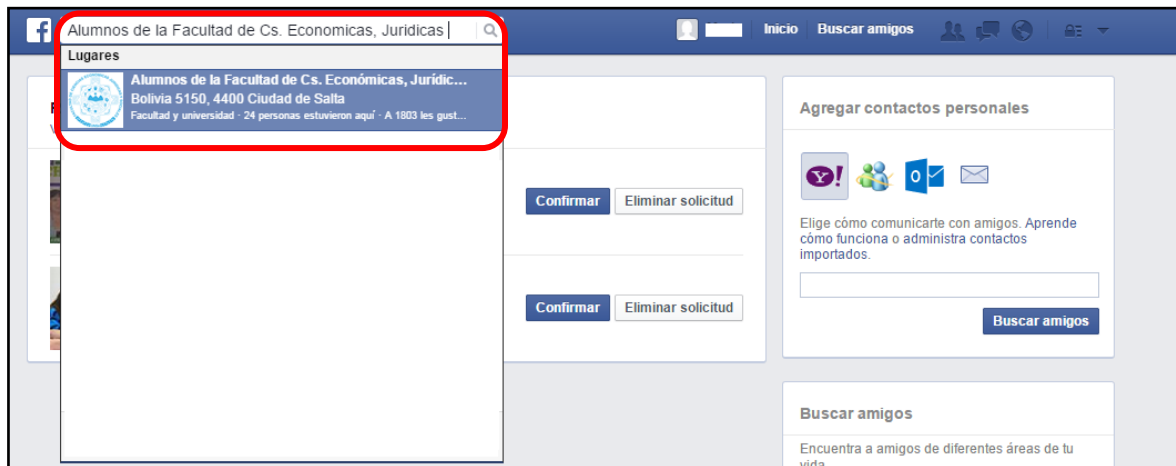 f
Alumnos de la Facultad de Cs. Economicas, Juridicas
Inicio Buscar amigos
Lugares
Alumnos de la Facultad de Cs. Económicas, Jurídic...
Bolivia 5150, 4400 Ciudad de Salta
Facultad y universidad · 24 personas estuvieron aquí · A 1803 les gust...
Confirmar Eliminar solicitud
Confirmar Eliminar solicitud
Agregar contactos personales
Y!
Elige cómo comunicarte con amigos. Aprende
cómo funciona o administra contactos
importados.
Buscar amigos
Buscar amigos
Encuentra a amigos de diferentes áreas de tu
vida